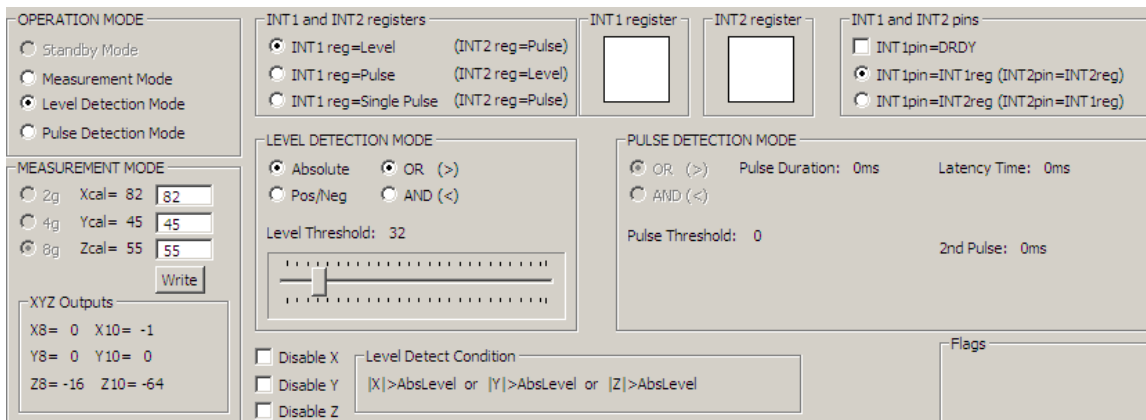 OPERATION MODE
Standby Mode
Measurement Mode
Level Detection Mode
Pulse Detection Mode
INT1 and INT2 registers
INT1 reg=Level (INT2 reg=Pulse)
INT1 reg=Pulse (INT2 reg=Level)
INT1 reg=Single Pulse (INT2 reg=Pulse)
INT1 register
INT2 register
INT1 and INT2 pins
INT1pin=DRDY
INT1pin=INT1reg (INT2pin=INT2reg)
INT1pin=INT2reg (INT2pin=INT1reg)
MEASUREMENT MODE
2g Xcal= 82 82
4g Ycal= 45 45
8g Zcal= 55 55
Write
XYZ Outputs
X8= 0 X10= -1
Y8= 0 Y10= 0
Z8= -16 Z10= -64
LEVEL DETECTION MODE
Absolute OR (>)
Pos/Neg AND (<)
Level Threshold: 32
PULSE DETECTION MODE
OR (>) Pulse Duration: 0ms Latency Time: 0ms
AND (<)
Pulse Threshold: 0
2nd Pulse: 0ms
Disable X
Disable Y
Disable Z
Level Detect Condition
|X|>AbsLevel or |Y|>AbsLevel or |Z|>AbsLevel
Flags